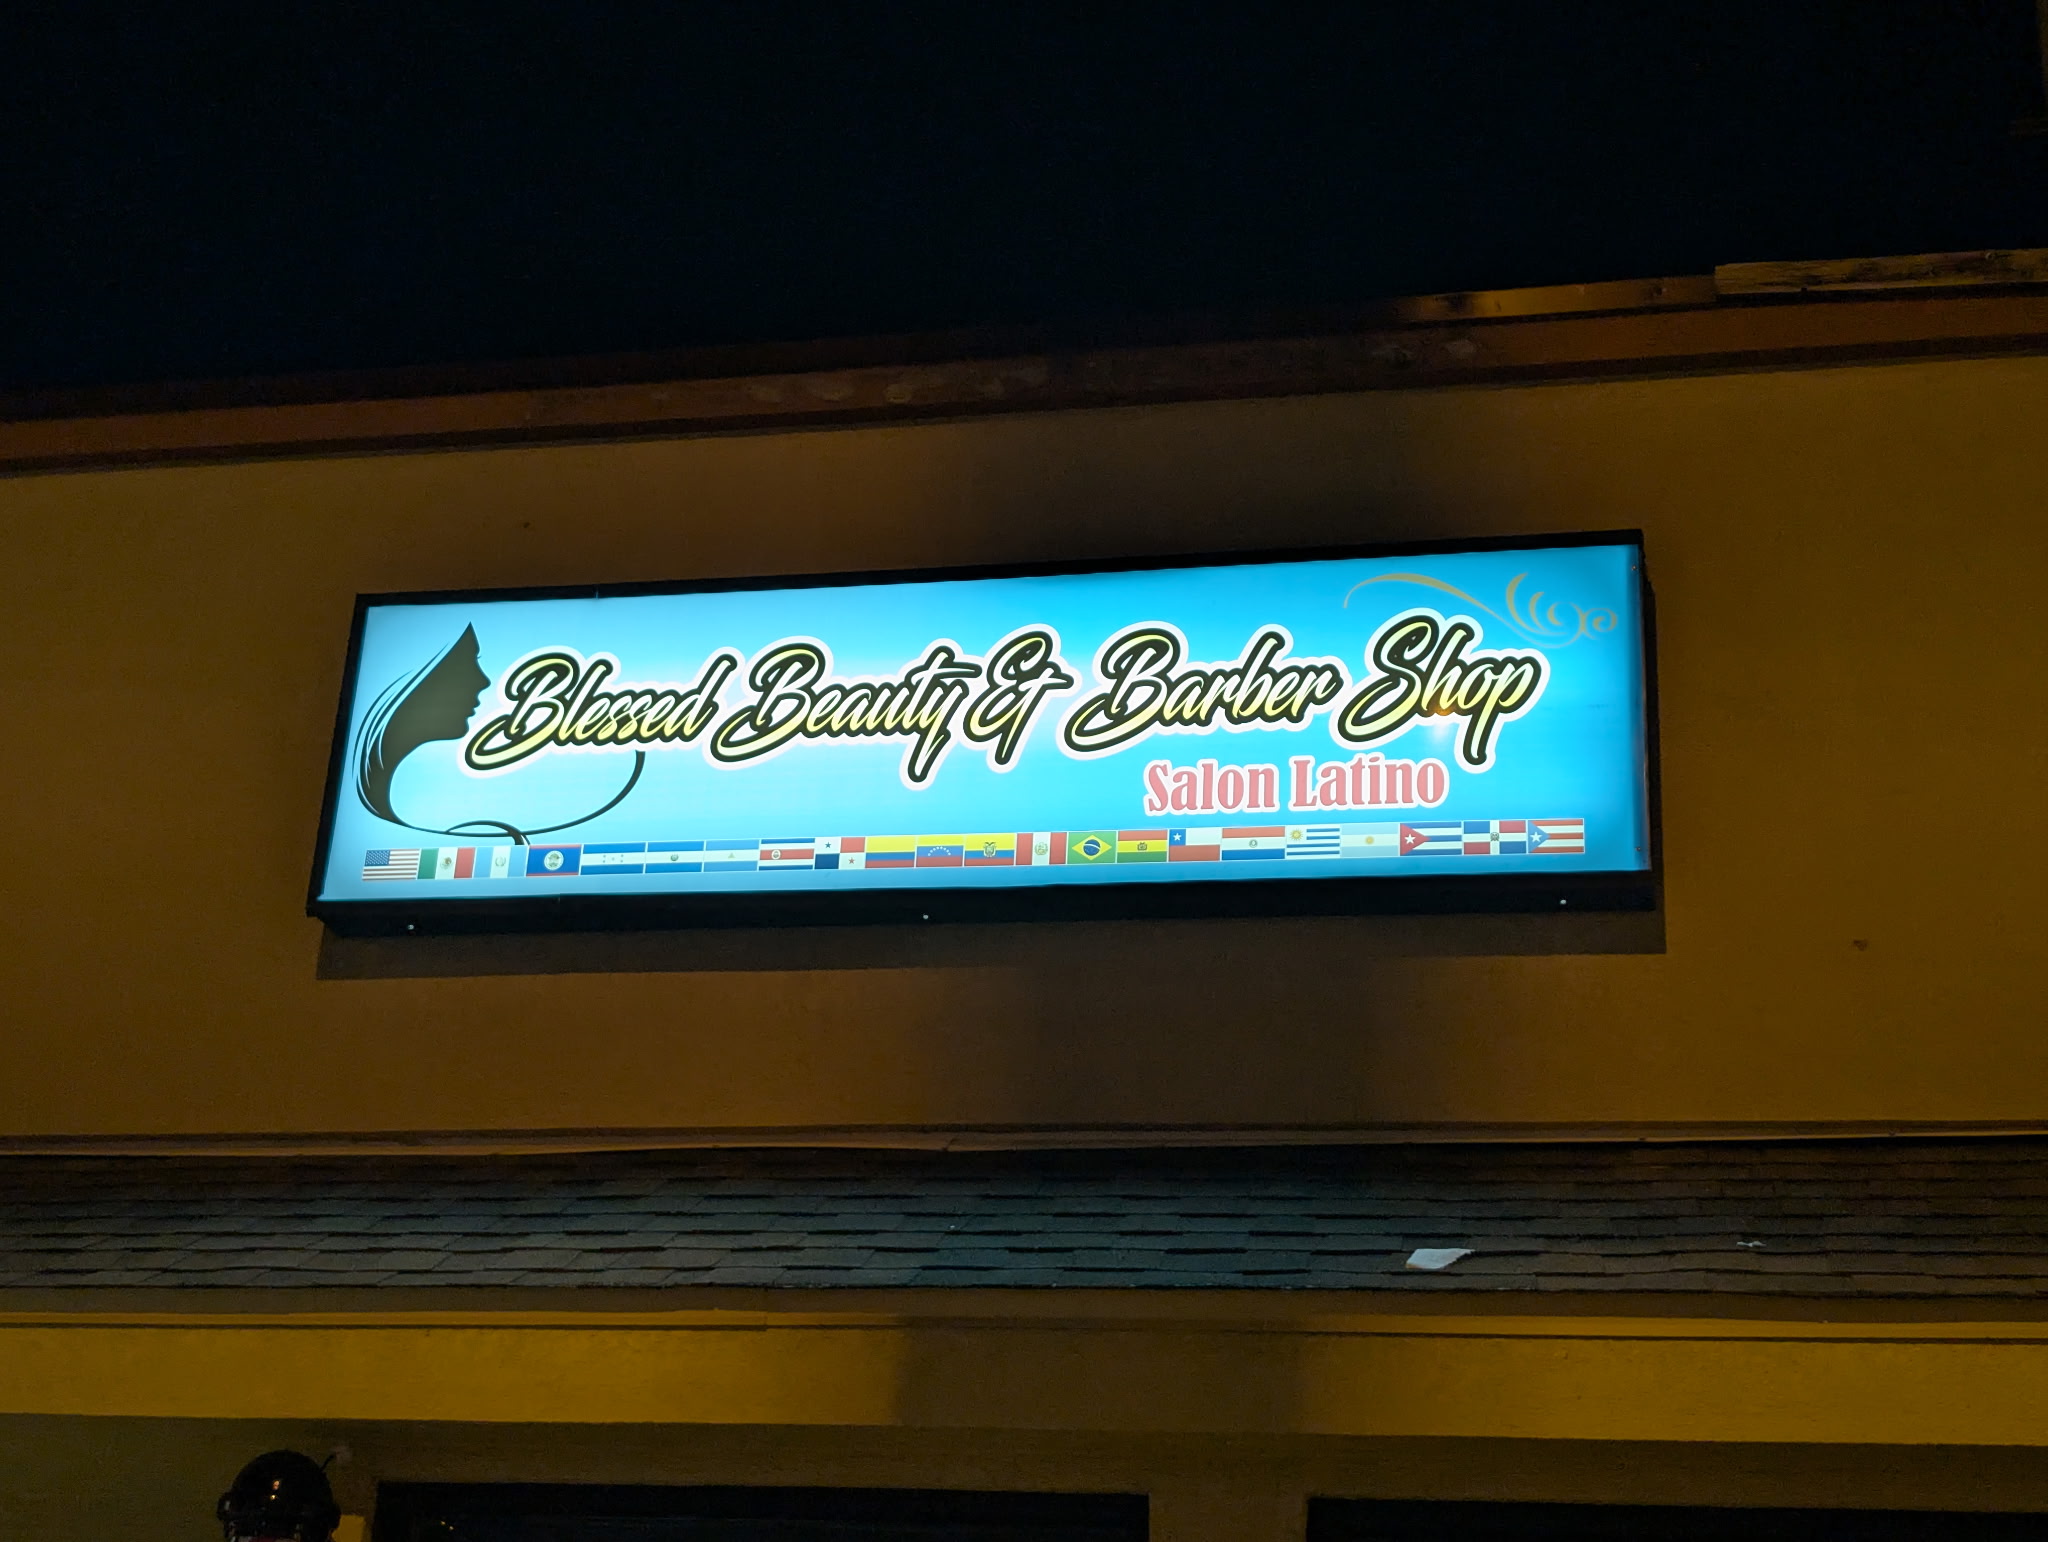 Blessed Beauty & Barber Shop
Salon Latino